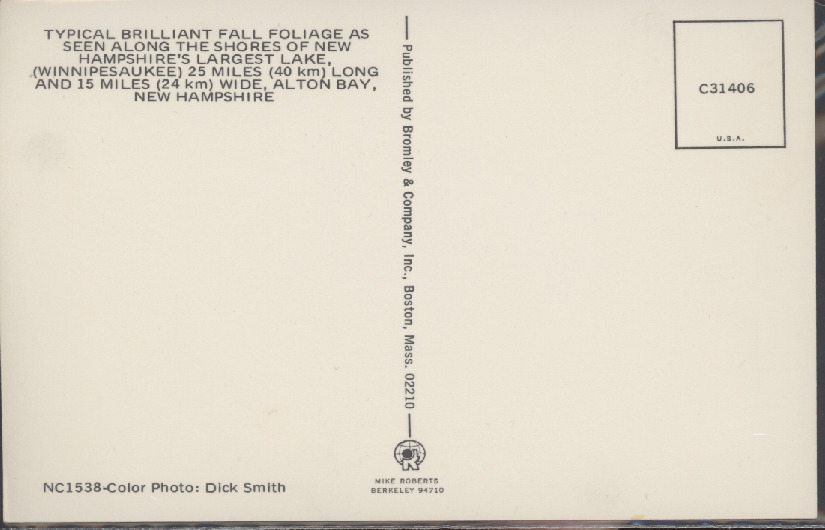 TYPICAL BRILLIANT FALL FOLIAGE AS
SEEN ALONG THE SHORES OF NEW
HAMPSHIRE'S LARGEST LAKE,
(WINNIPESAUKEE) 25 MILES (40 km) LONG
AND 15 MILES (24 km) WIDE, ALTON BAY,
NEW HAMPSHIRE
Published by Bromley & Company, Inc., Boston, Mass. 02210
C31406
U.S.A.
MIKE ROBERTS
BERKELEY 94710
NC1538-Color Photo: Dick Smith